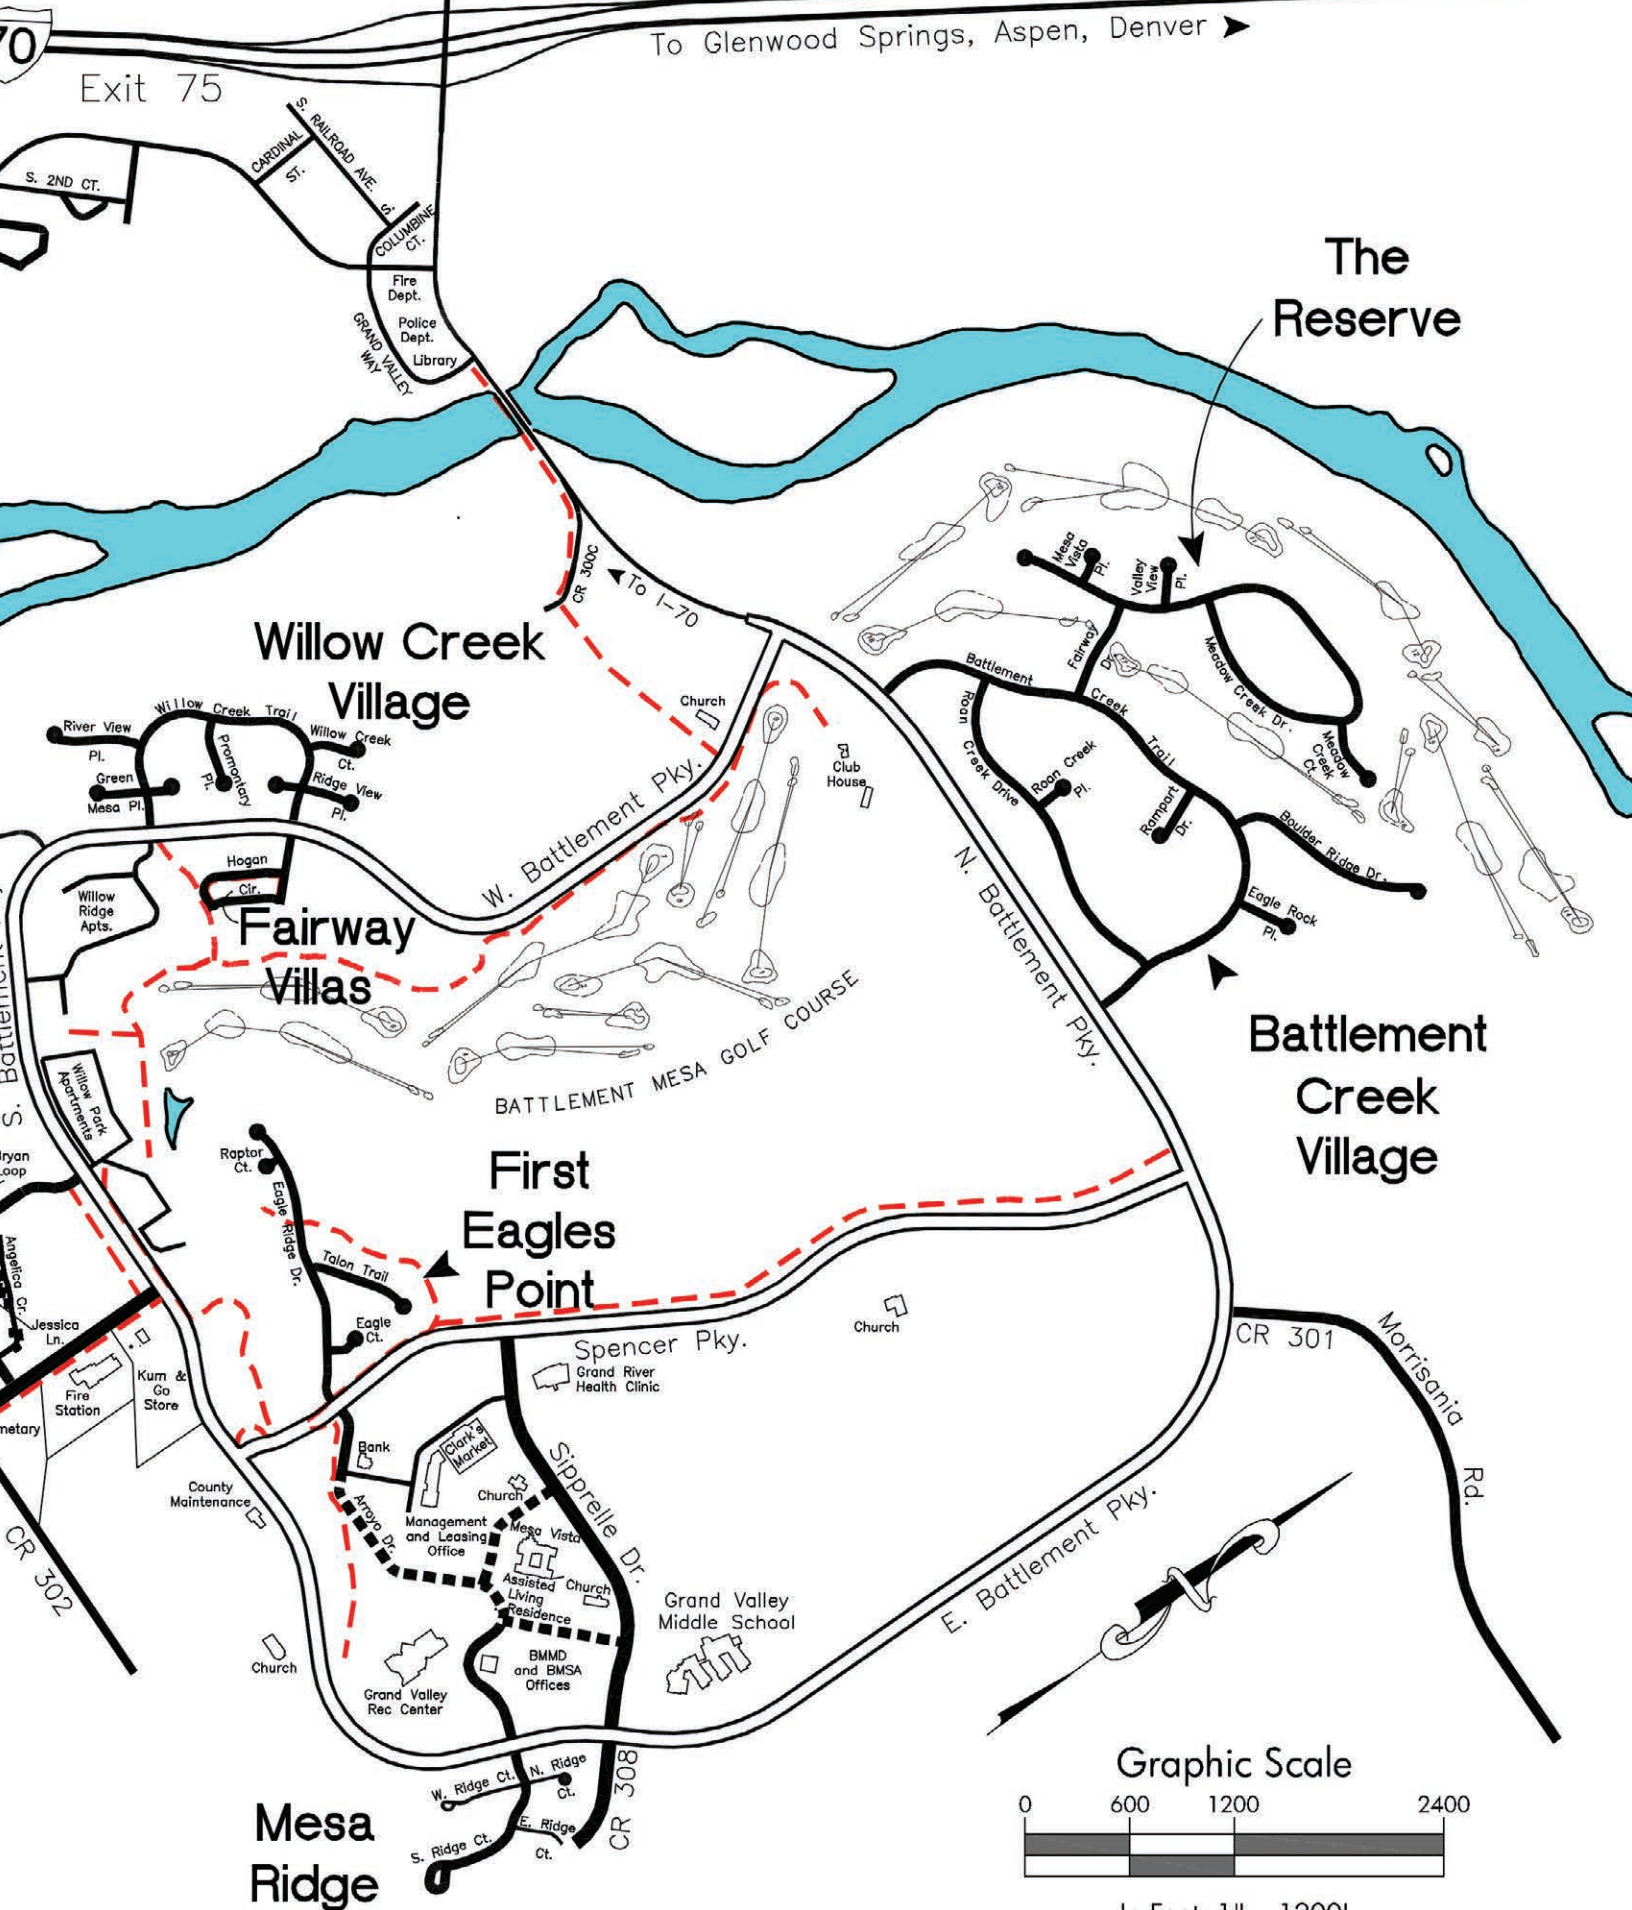 70
To Glenwood Springs, Aspen, Denver
Exit 75
S. RAILROAD AVE.
CARDINAL
ST.
S. 2ND CT.
S.
COLUMBINE
CT.
Fire
Dept.
Police
Dept.
Library
GRAND VALLEY
WAY
The
Reserve
CR 300C
To I-70
Mesa
Vista
Pl.
Valley
View
Pl.
Fairway
Dr.
Meadow Creek Dr.
Meadow
Creek
Ct.
Battlement
Creek
Trail
Roan
Creek Drive
Roan Creek
Pl.
Rampart
Dr.
Boulder Ridge Dr.
Eagle Rock
Pl.
Willow Creek
Village
Willow Creek Trail
River View
Pl.
Green
Mesa Pl.
Promontary
Pl.
Willow Creek
Ct.
Ridge View
Pl.
Church
Club
House
W. Battlement Pky.
N. Battlement Pky.
Hogan
Cir.
Willow
Ridge
Apts.
Fairway
Villas
BATTLEMENT MESA GOLF COURSE
Battlement
Creek
Village
S. Battlement
Willow Park
Apartments
ryan
oop
Raptor
Ct.
Eagle Ridge Dr.
Talon Trail
Eagle
Ct.
First
Eagles
Point
Angelica Cr.
Jessica
Ln.
Fire
Station
Kum &
Go
Store
metary
Spencer Pky.
Church
Grand River
Health Clinic
CR 301
Morrisania
Rd.
Bank
Clark's
Market
Sipprelle Dr.
County
Maintenance
Church
Arroyo Dr.
Management
and Leasing
Office
Mesa Vista
Assisted
Living
Residence
Church
CR 302
Church
Grand Valley
Rec Center
BMMD
and BMSA
Offices
Grand Valley
Middle School
E. Battlement Pky.
N
W. Ridge Ct.
N. Ridge
Ct.
E. Ridge
Ct.
S. Ridge Ct.
CR 308
Mesa
Ridge
Graphic Scale
0 600 1200 2400